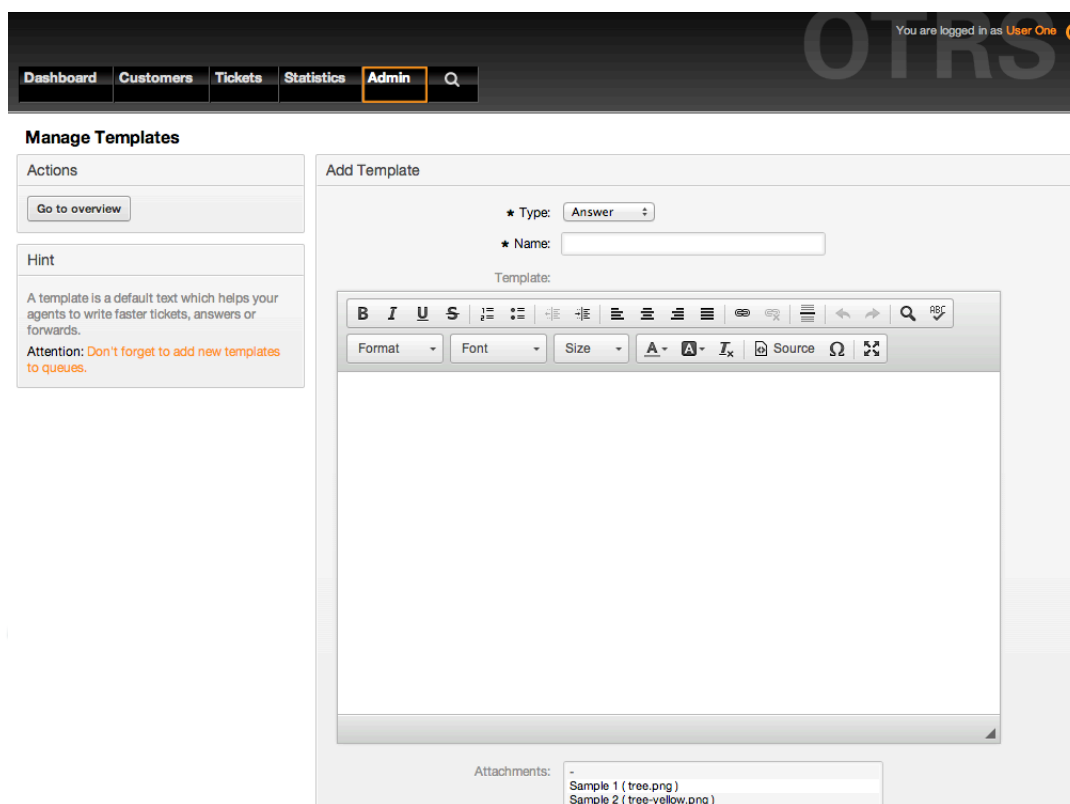 OTRS
You are logged in as User One
Dashboard Customers Tickets Statistics Admin
Manage Templates
Actions
Go to overview
Hint
A template is a default text which helps your
agents to write faster tickets, answers or
forwards.
Attention: Don't forget to add new templates
to queues.
Add Template
★ Type: Answer
★ Name:
Template:
B I U S ABC
Format Font Size A A Ix Source Ω
Attachments: -
Sample 1 ( tree.png )
Sample 2 ( tree-yellow.png )